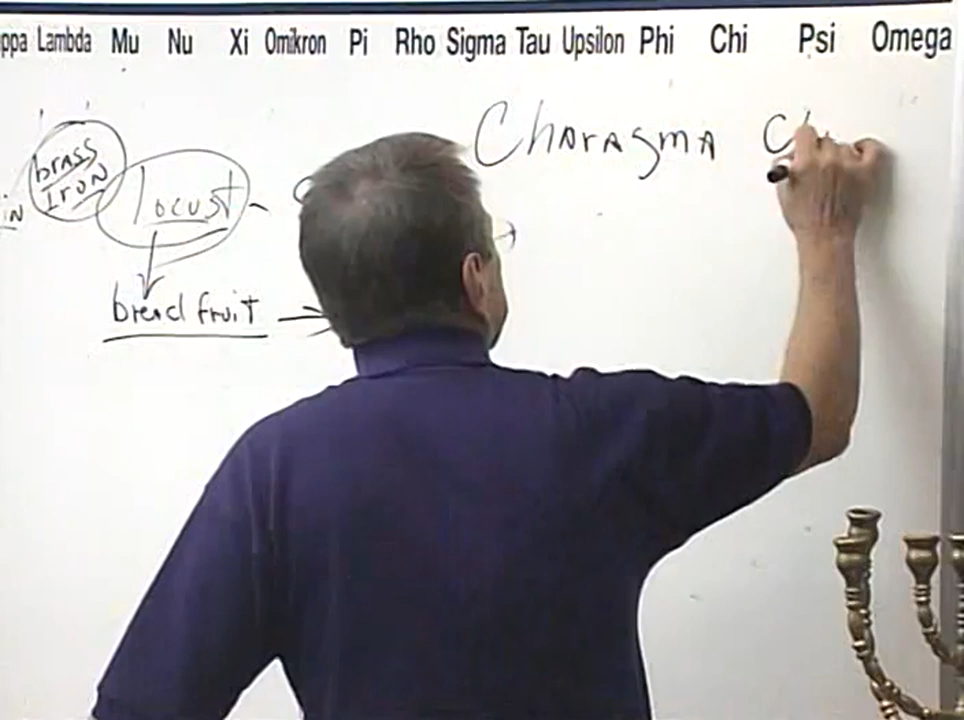 ppa Lambda Mu Nu Xi Omikron Pi Rho Sigma Tau Upsilon Phi Chi Psi Omega
Charasma Ch
brass
Iron
in
locust -
bread fruit